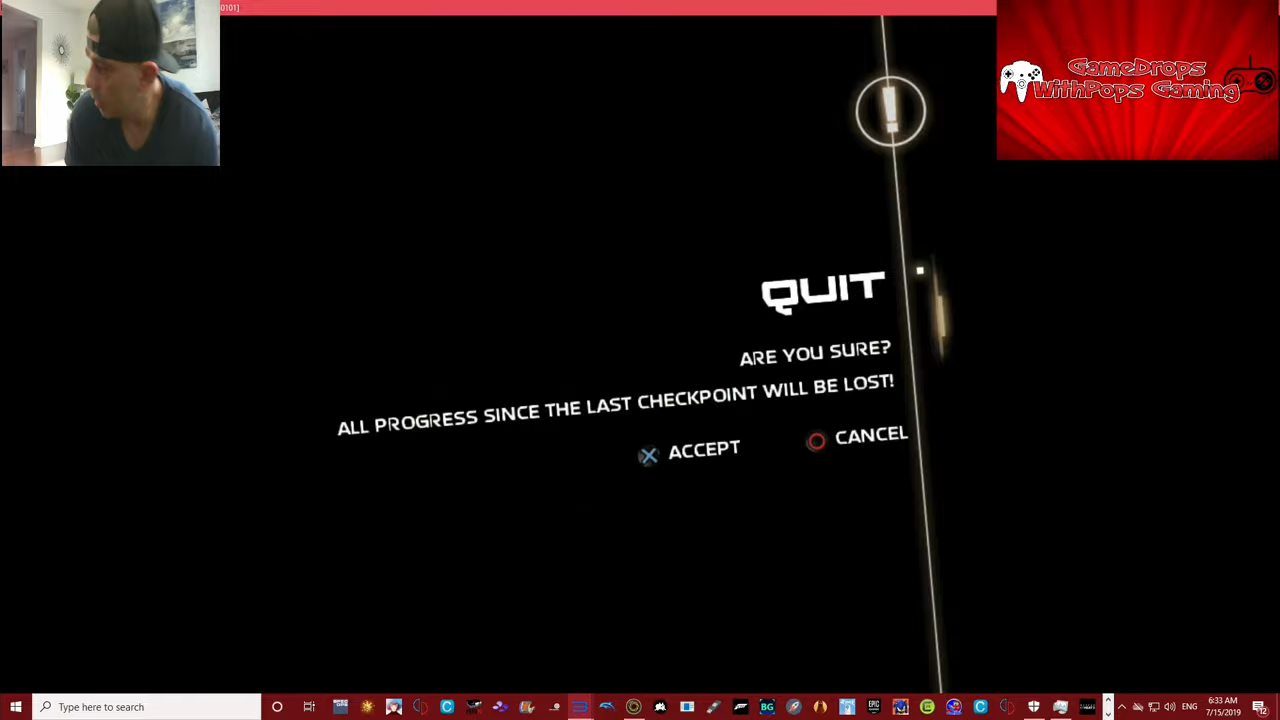 0101]
GameDrops
WithPops Gaming
QUIT
ARE YOU SURE?
ALL PROGRESS SINCE THE LAST CHECKPOINT WILL BE LOST!
ACCEPT CANCEL
Type here to search
ENG
6:33 AM
7/15/2019